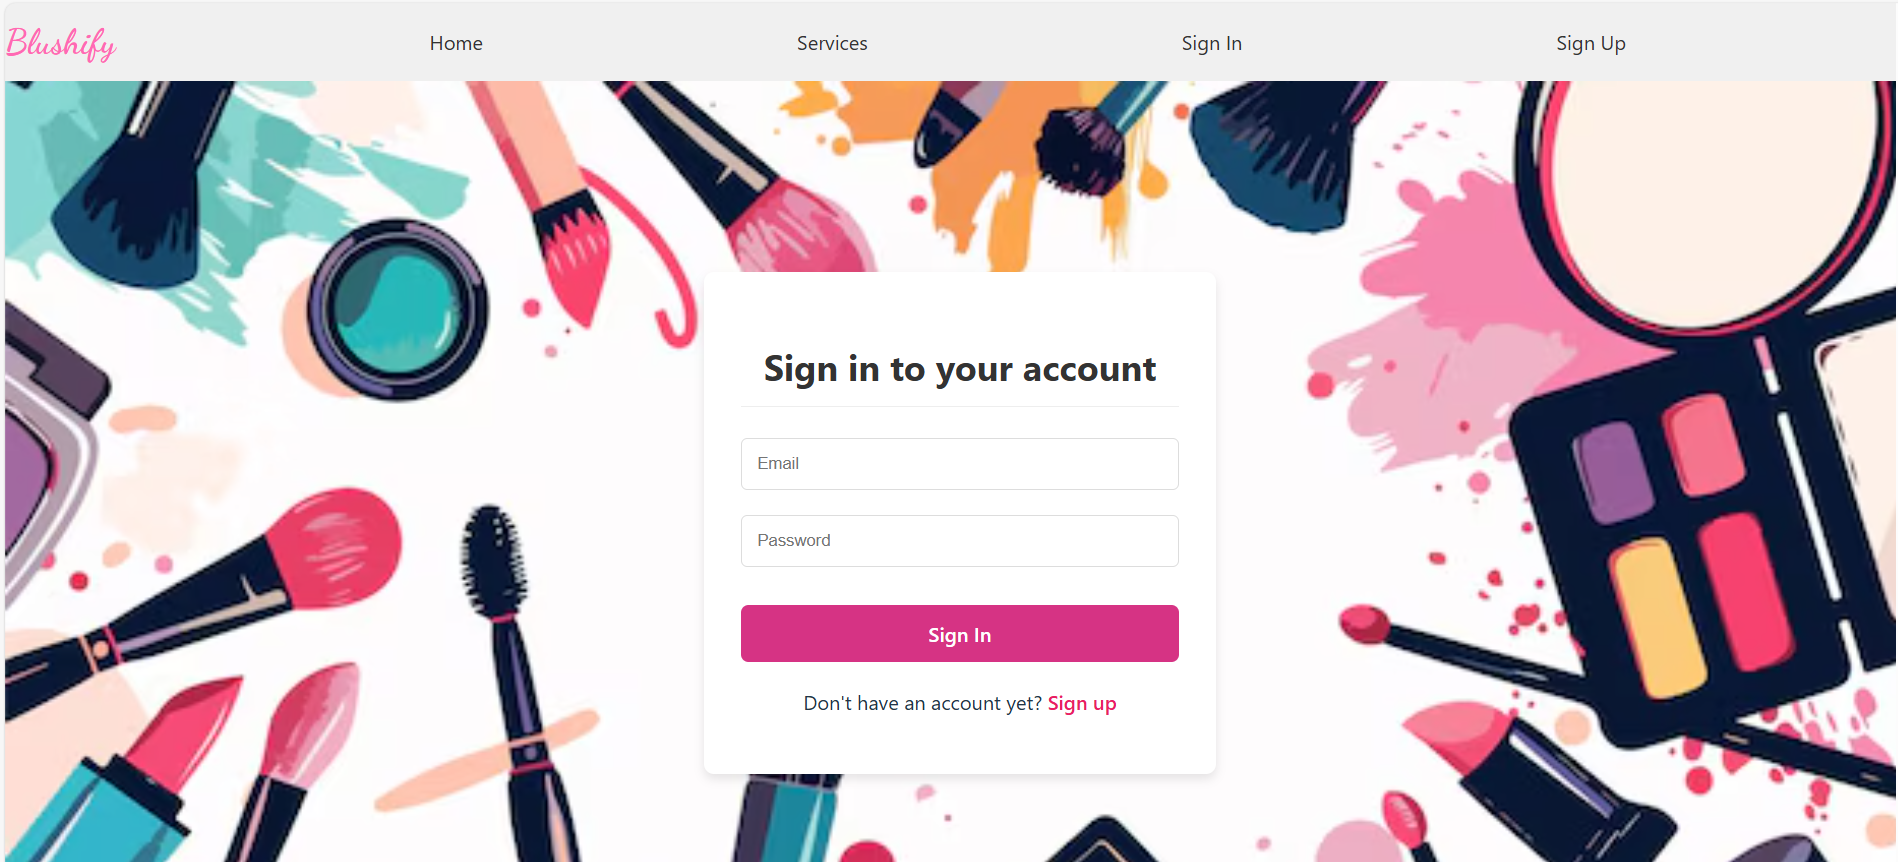 Blushify Home Services Sign In Sign Up
Sign in to your account
Email
Password
Sign In
Don't have an account yet? Sign up